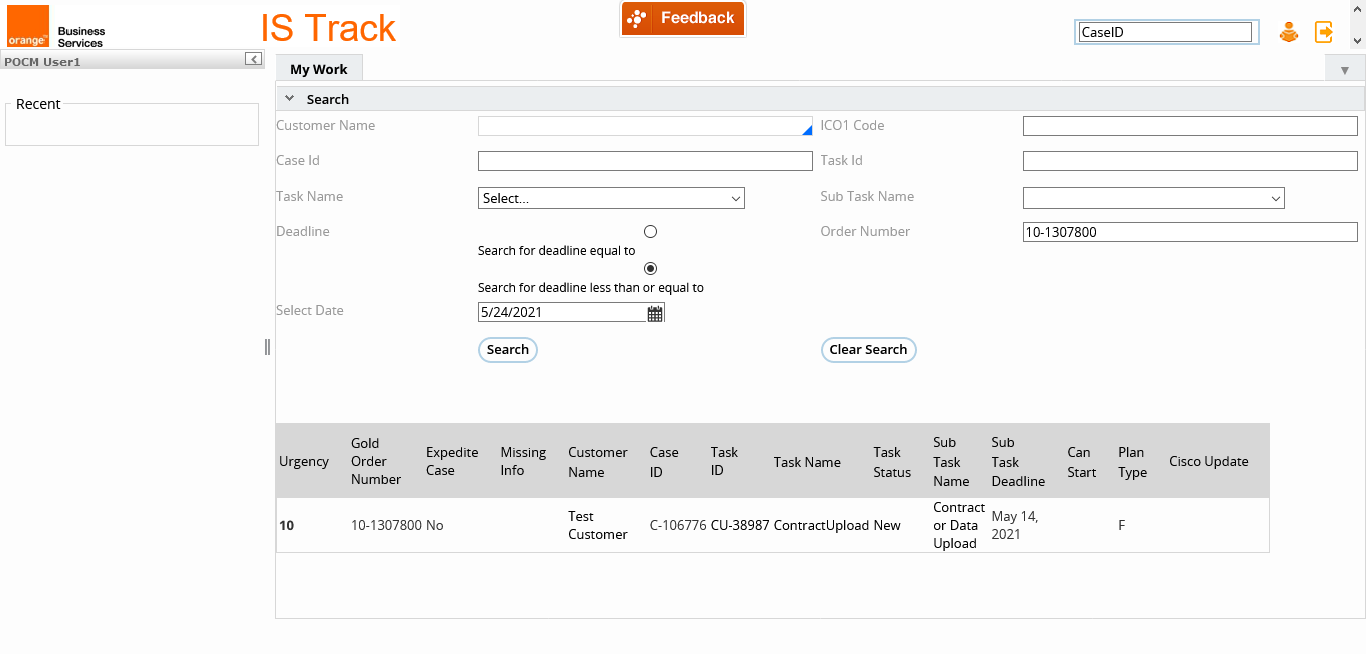 orange™
Business
Services
IS Track
Feedback
CaseID
POCM User1
Recent
My Work
Search
Customer Name
ICO1 Code
Case Id
Task Id
Task Name
Select...
Sub Task Name
Deadline
Search for deadline equal to
Order Number
10-1307800
Search for deadline less than or equal to
Select Date
5/24/2021
Search
Clear Search
Urgency
Gold
Order
Number
Expedite
Case
Missing
Info
Customer
Name
Case
ID
Task
ID
Task Name
Task
Status
Sub
Task
Name
Sub
Task
Deadline
Can
Start
Plan
Type
Cisco Update
10
10-1307800
No
Test
Customer
C-106776
CU-38987
ContractUpload
New
Contract
or Data
Upload
May 14,
2021
F